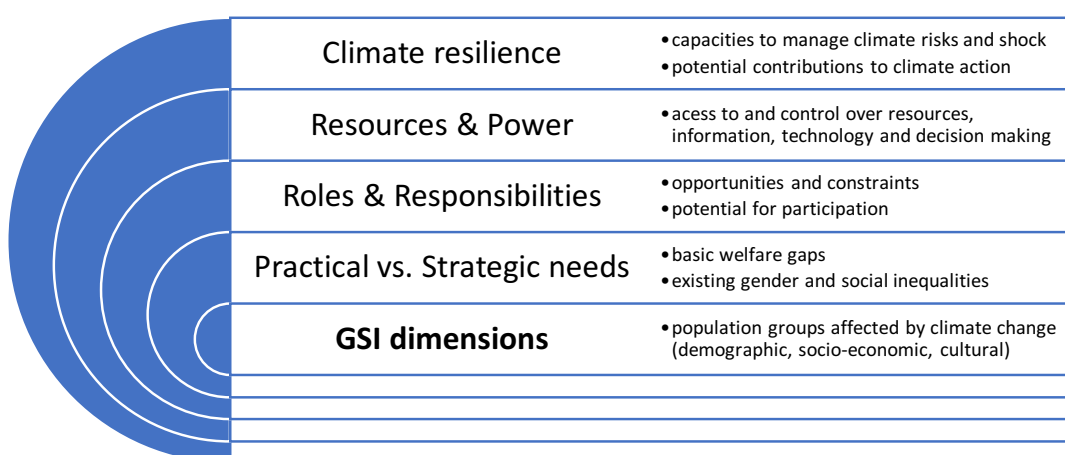 Climate resilience
•capacities to manage climate risks and shock
•potential contributions to climate action
Resources & Power
•acess to and control over resources,
information, technology and decision making
Roles & Responsibilities
•opportunities and constraints
•potential for participation
Practical vs. Strategic needs
•basic welfare gaps
•existing gender and social inequalities
GSI dimensions
•population groups affected by climate change
(demographic, socio-economic, cultural)